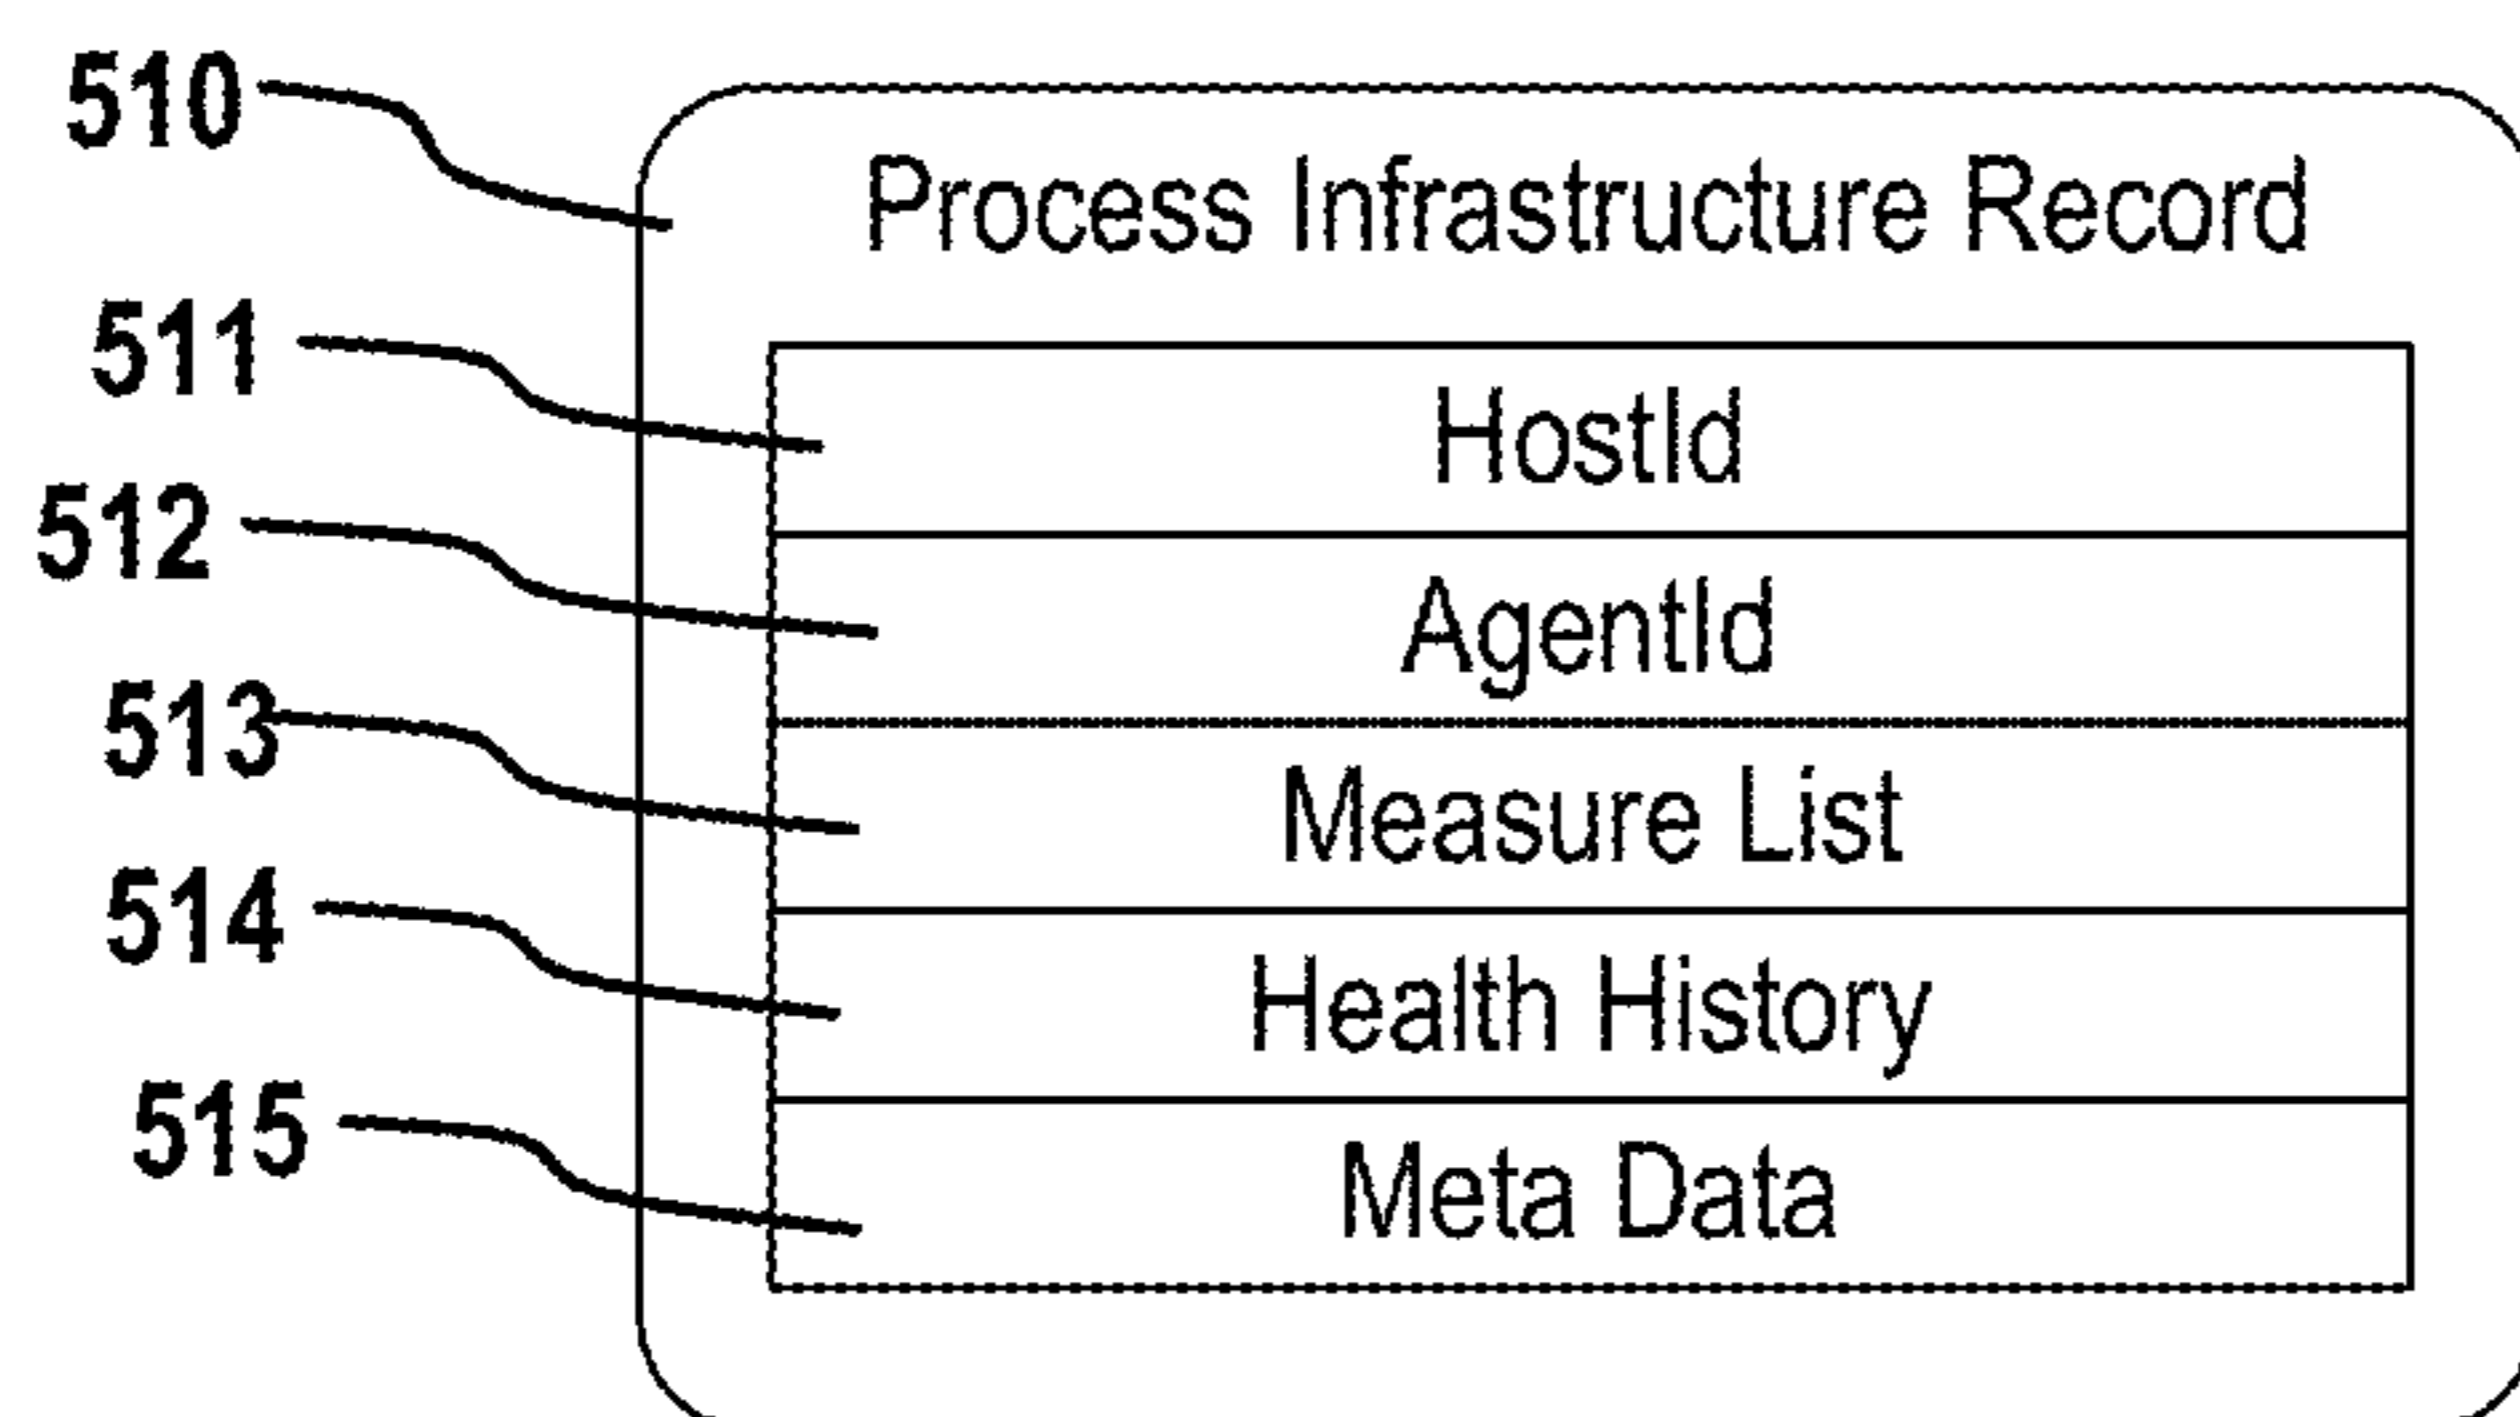 510
Process Infrastructure Record
511
HostId
512
AgentId
513
Measure List
514
Health History
515
Meta Data